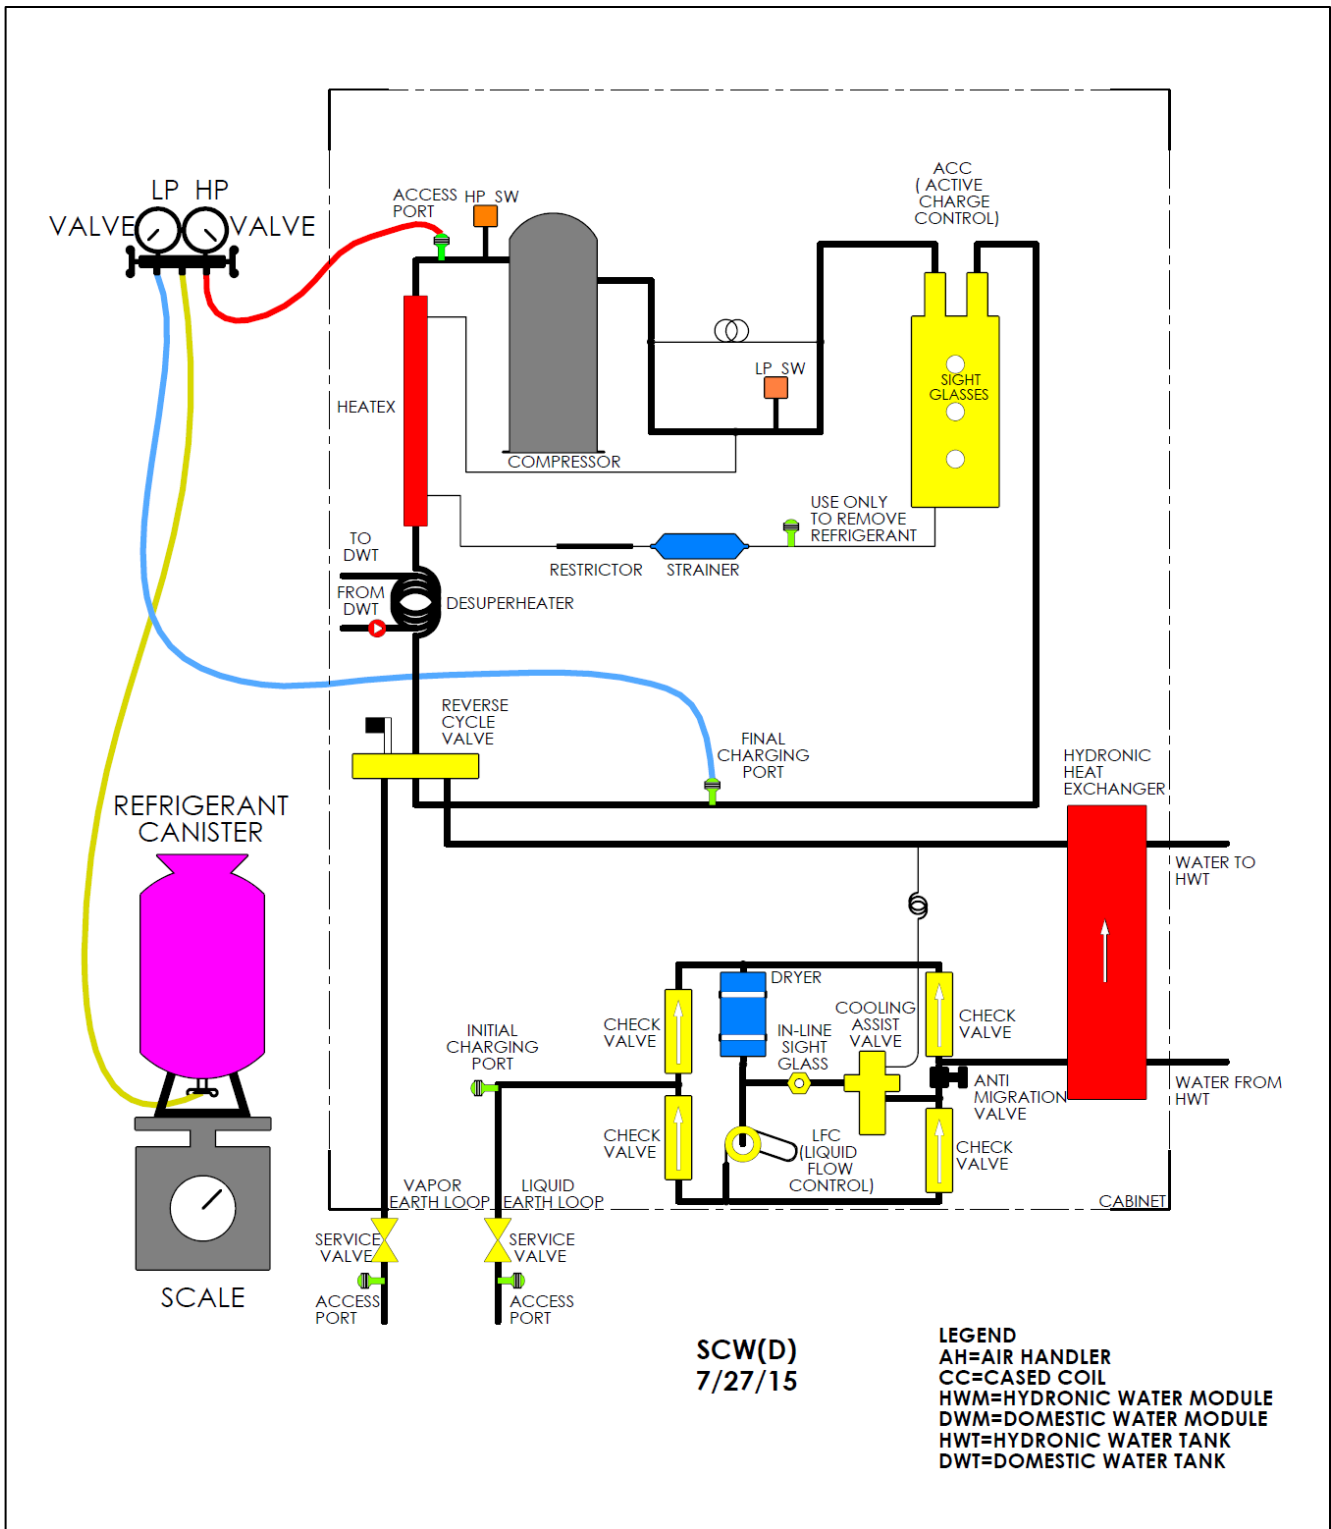 LP HP
VALVE VALVE
ACCESS
PORT
HP SW
ACC
( ACTIVE
CHARGE
CONTROL)
LP SW
SIGHT
GLASSES
HEATEX
COMPRESSOR
USE ONLY
TO REMOVE
REFRIGERANT
TO
DWT
RESTRICTOR
STRAINER
FROM
DWT
DESUPERHEATER
REVERSE
CYCLE
VALVE
FINAL
CHARGING
PORT
HYDRONIC
HEAT
EXCHANGER
REFRIGERANT
CANISTER
WATER TO
HWT
DRYER
COOLING
ASSIST
VALVE
CHECK
VALVE
IN-LINE
SIGHT
GLASS
CHECK
VALVE
INITIAL
CHARGING
PORT
WATER FROM
HWT
ANTI
MIGRATION
VALVE
CHECK
VALVE
LFC
(LIQUID
FLOW
CONTROL)
CHECK
VALVE
VAPOR
EARTH LOOP
LIQUID
EARTH LOOP
CABINET
SERVICE
VALVE
SERVICE
VALVE
SCALE
ACCESS
PORT
ACCESS
PORT
SCW(D)
7/27/15
LEGEND
AH=AIR HANDLER
CC=CASED COIL
HWM=HYDRONIC WATER MODULE
DWM=DOMESTIC WATER MODULE
HWT=HYDRONIC WATER TANK
DWT=DOMESTIC WATER TANK